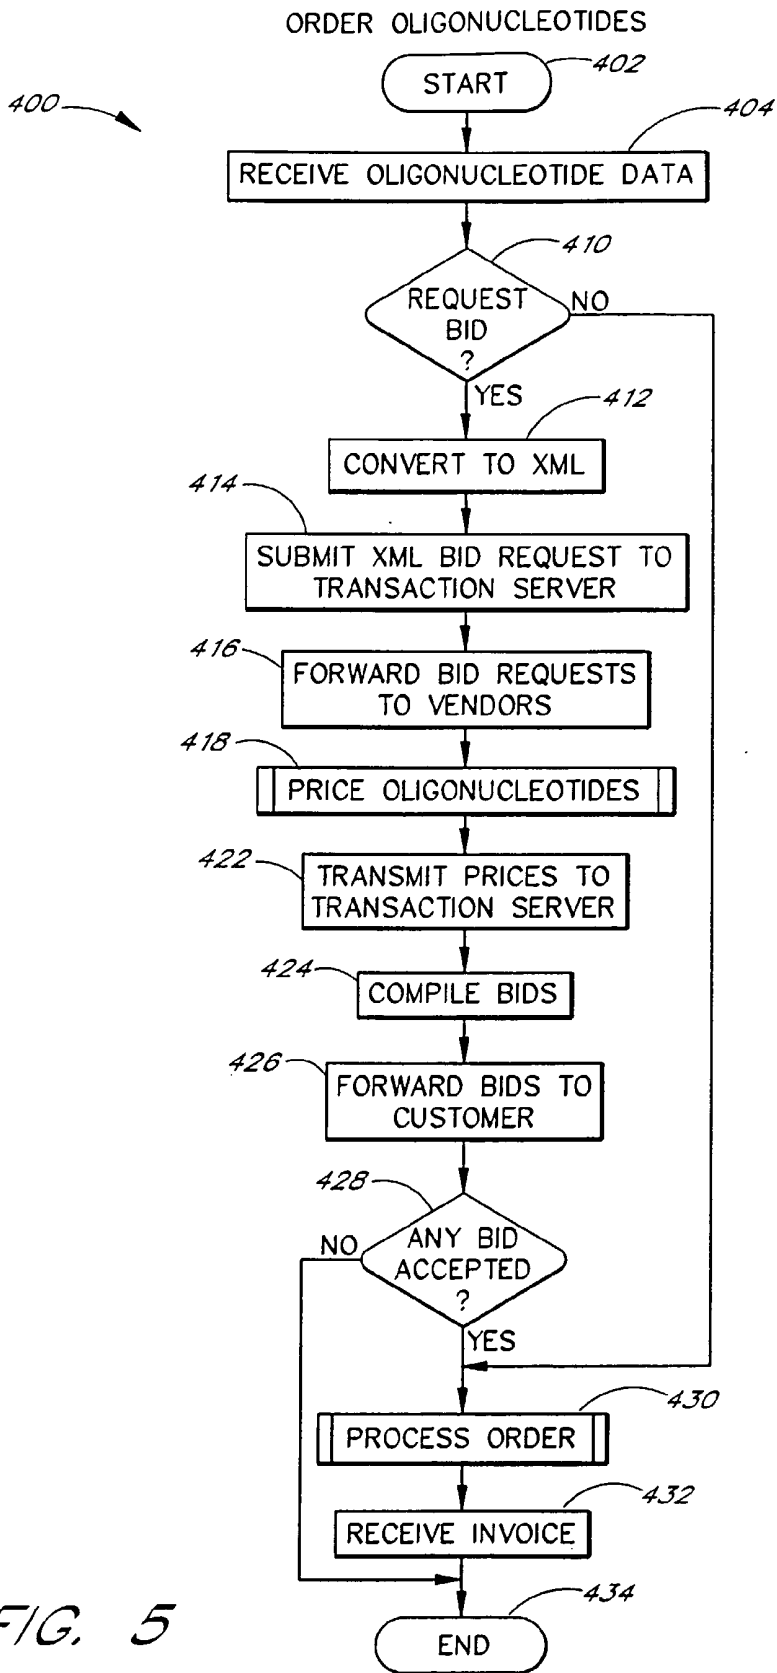 ORDER OLIGONUCLEOTIDES
START
402
400
404
RECEIVE OLIGONUCLEOTIDE DATA
410
REQUEST
BID
?
NO
YES
412
CONVERT TO XML
414
SUBMIT XML BID REQUEST TO
TRANSACTION SERVER
416
FORWARD BID REQUESTS
TO VENDORS
418
PRICE OLIGONUCLEOTIDES
422
TRANSMIT PRICES TO
TRANSACTION SERVER
424
COMPILE BIDS
426
FORWARD BIDS TO
CUSTOMER
428
NO
ANY BID
ACCEPTED
?
YES
430
PROCESS ORDER
432
RECEIVE INVOICE
434
END
FIG. 5